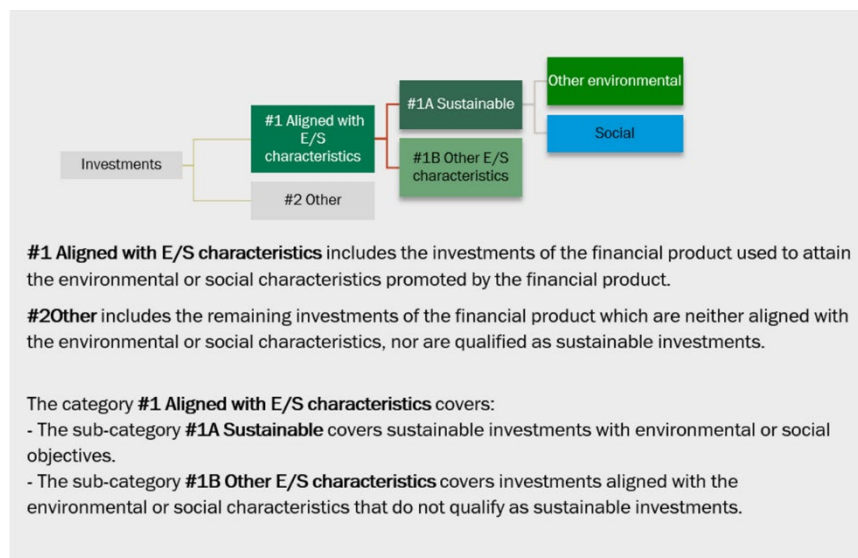 Other environmental
#1A Sustainable
#1 Aligned with
E/S
characteristics
Social
#1B Other E/S
characteristics
Investments
#2 Other
#1 Aligned with E/S characteristics includes the investments of the financial product used to attain
the environmental or social characteristics promoted by the financial product.
#2Other includes the remaining investments of the financial product which are neither aligned with
the environmental or social characteristics, nor are qualified as sustainable investments.
The category #1 Aligned with E/S characteristics covers:
- The sub-category #1A Sustainable covers sustainable investments with environmental or social
objectives.
- The sub-category #1B Other E/S characteristics covers investments aligned with the
environmental or social characteristics that do not qualify as sustainable investments.